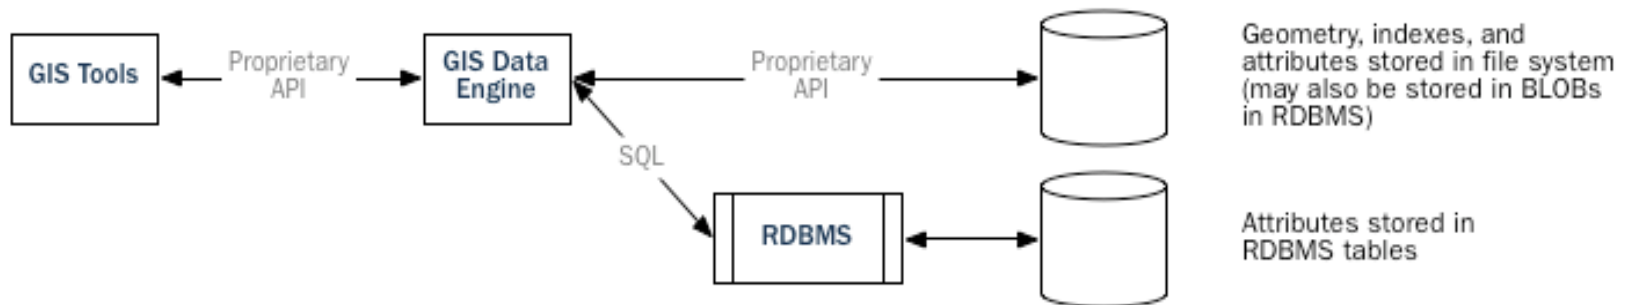 GIS Tools
Proprietary
API
GIS Data
Engine
Proprietary
API
Geometry, indexes, and
attributes stored in file system
(may also be stored in BLOBs
in RDBMS)
SQL
RDBMS
Attributes stored in
RDBMS tables